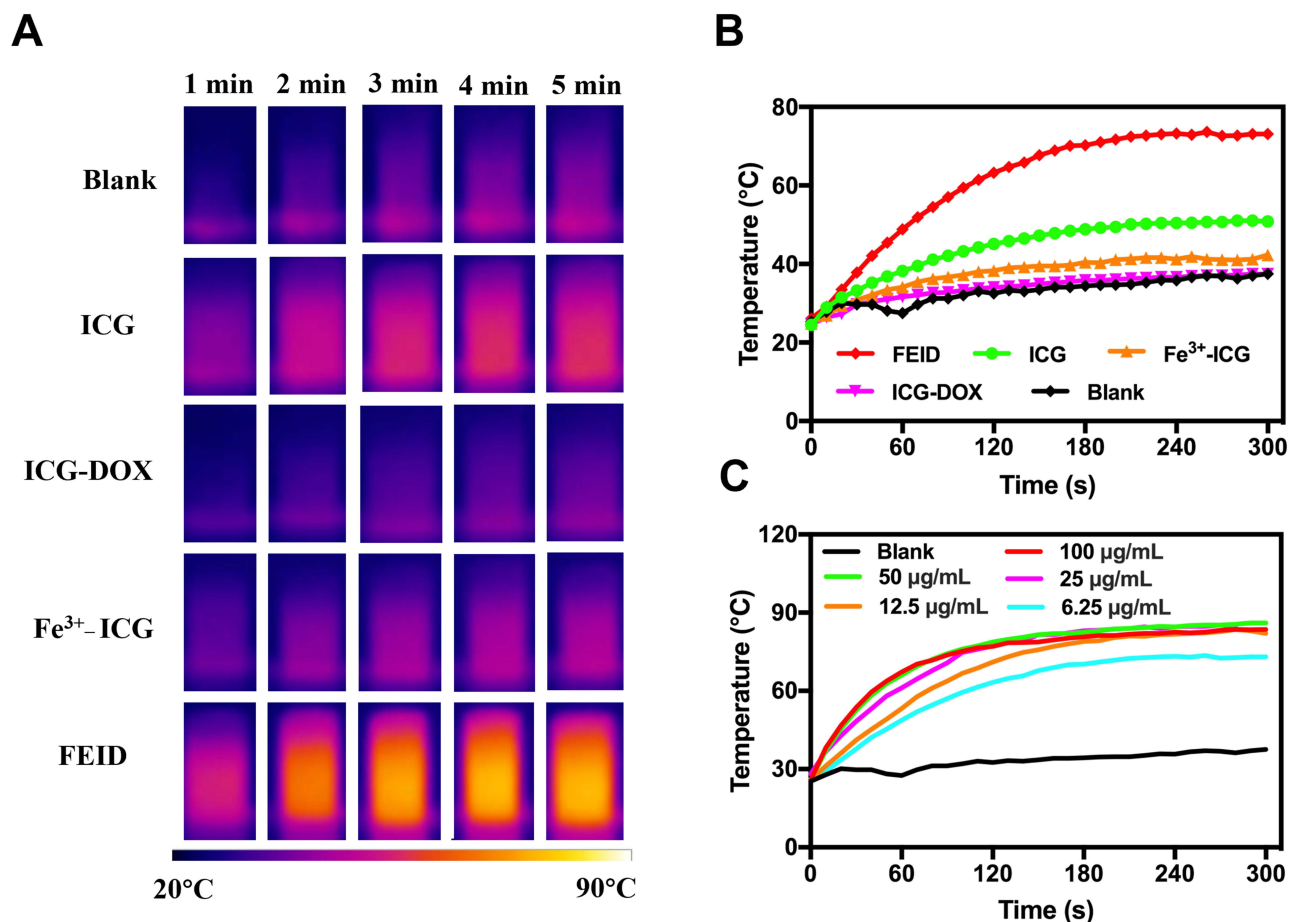 A
1 min 2 min 3 min 4 min 5 min
Blank
ICG
ICG-DOX
Fe³⁺– ICG
FEID
20°C 90°C
B
Temperature (°C)
80
60
40
20
0
FEID ICG Fe³⁺-ICG
ICG-DOX Blank
0 60 120 180 240 300
Time (s)
C
Temperature (°C)
120
90
60
30
0
Blank 100 µg/mL
50 µg/mL 25 µg/mL
12.5 µg/mL 6.25 µg/mL
0 60 120 180 240 300
Time (s)